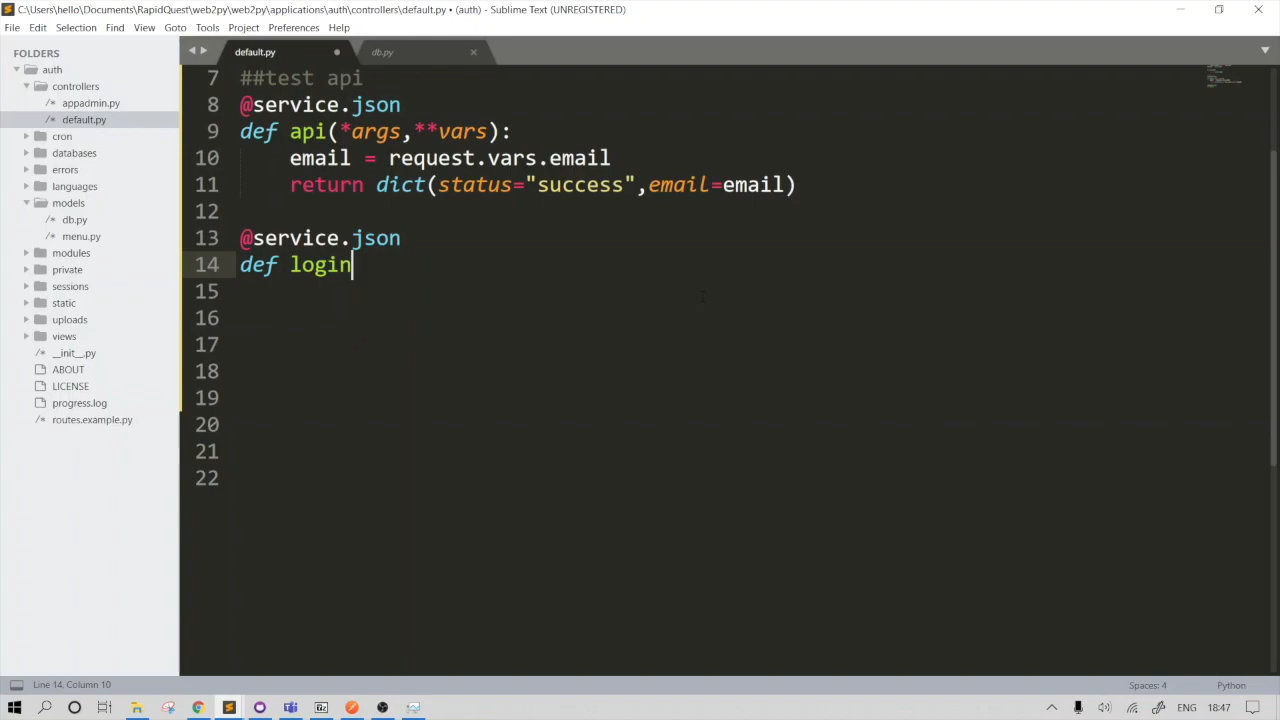 C:\Users\hello\Documents\RapidQuest\web2py\web2py\applications\auth\controllers\default.py • (auth) - Sublime Text (UNREGISTERED)
File Edit Selection Find View Goto Tools Project Preferences Help
FOLDERS
auth
controllers
/* appadmin.py
/* default.py
cron
databases
errors
languages
models
/* db.py
/* menu.py
modules
private
sessions
static
uploads
views
/* __init__.py
ABOUT
LICENSE
progress.log
/* routes.example.py
default.py
db.py
7 ##test api
8 @service.json
9 def api(*args,**vars):
10 email = request.vars.email
11 return dict(status="success",email=email)
12
13 @service.json
14 def login
15
16
17
18
19
20
21
22
Line 14, Column 10
Spaces: 4
Python
ENG
18:47